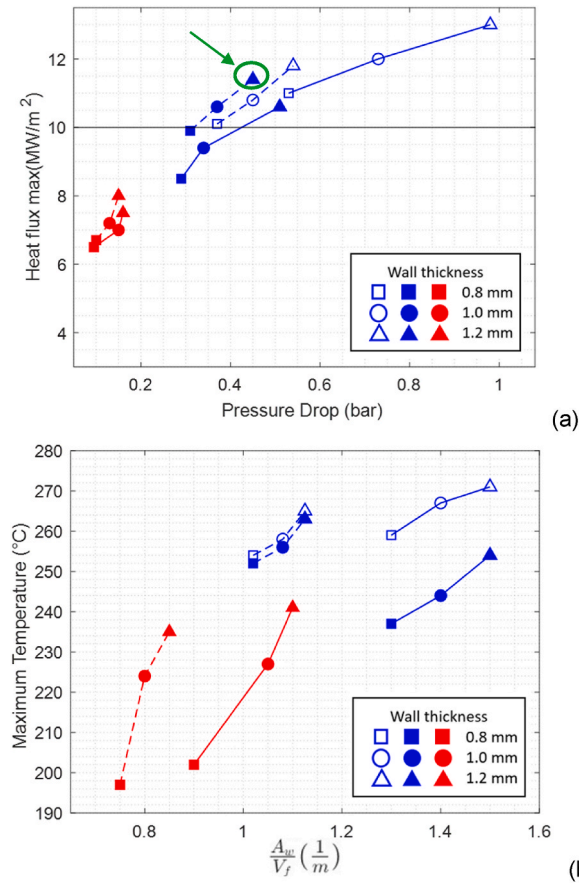 Heat flux max(MW/m²)
12
10
8
6
4
0.2 0.4 0.6 0.8 1
Pressure Drop (bar)
Wall thickness
0.8 mm
1.0 mm
1.2 mm
(a)
Maximum Temperature (°C)
280
270
260
250
240
230
220
210
200
190
0.8 1 1.2 1.4 1.6
A_w/V_f (1/m)
Wall thickness
0.8 mm
1.0 mm
1.2 mm